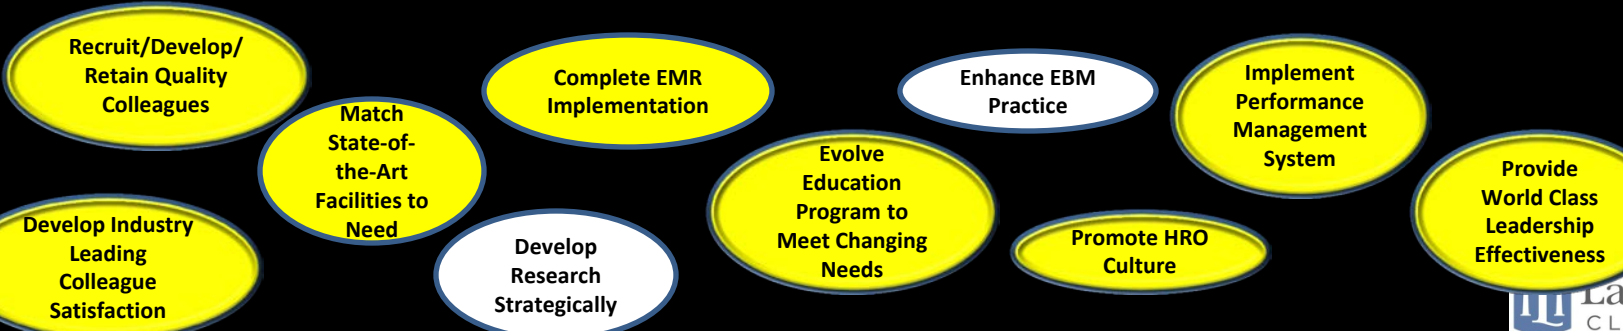 Recruit/Develop/
Retain Quality
Colleagues
Match
State-of-
the-Art
Facilities to
Need
Complete EMR
Implementation
Enhance EBM
Practice
Implement
Performance
Management
System
Evolve
Education
Program to
Meet Changing
Needs
Provide
World Class
Leadership
Effectiveness
Develop Industry
Leading
Colleague
Satisfaction
Develop
Research
Strategically
Promote HRO
Culture